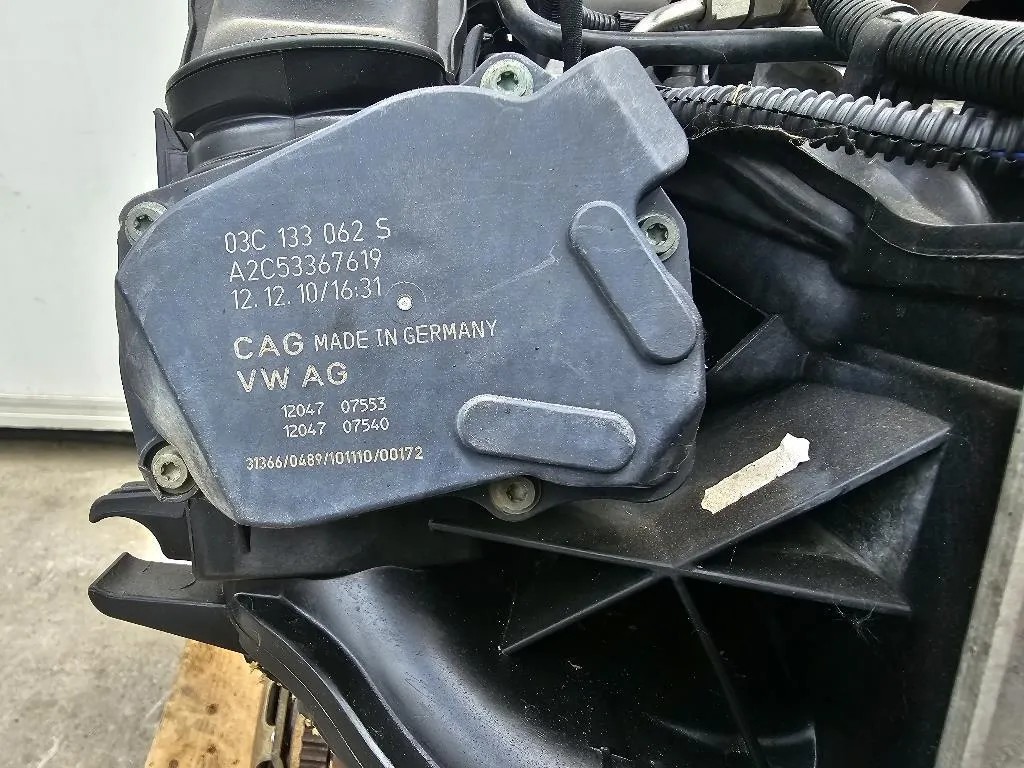 03C 133 062 S
A2C53367619
12.12.10/16:31
CAG MADE IN GERMANY
VW AG
12047 07553
12047 07540
31366/0489/101110/00172